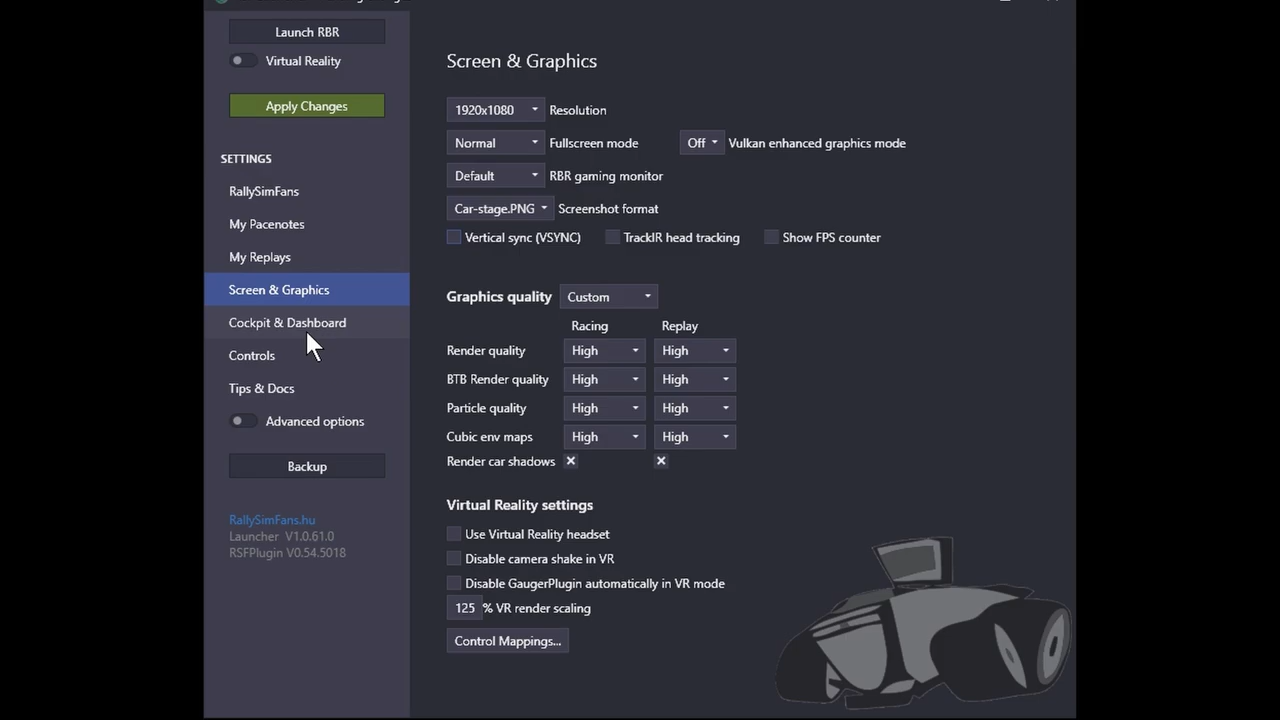 Launch RBR
Virtual Reality
Apply Changes
SETTINGS
RallySimFans
My Pacenotes
My Replays
Screen & Graphics
Cockpit & Dashboard
Controls
Tips & Docs
Advanced options
Backup
RallySimFans.hu
Launcher V1.0.61.0
RSFPlugin V0.54.5018
Screen & Graphics
1920x1080 Resolution
Normal Fullscreen mode Off Vulkan enhanced graphics mode
Default RBR gaming monitor
Car-stage.PNG Screenshot format
Vertical sync (VSYNC) TrackIR head tracking Show FPS counter
Graphics quality Custom
Racing Replay
Render quality High High
BTB Render quality High High
Particle quality High High
Cubic env maps High High
Render car shadows
Virtual Reality settings
Use Virtual Reality headset
Disable camera shake in VR
Disable GaugerPlugin automatically in VR mode
125 % VR render scaling
Control Mappings...